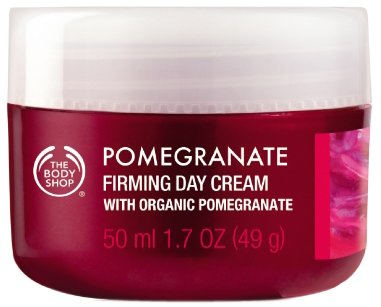 THE
BODY
SHOP®
POMEGRANATE
FIRMING DAY CREAM
WITH ORGANIC POMEGRANATE
50 ml 1.7 OZ (49 g)